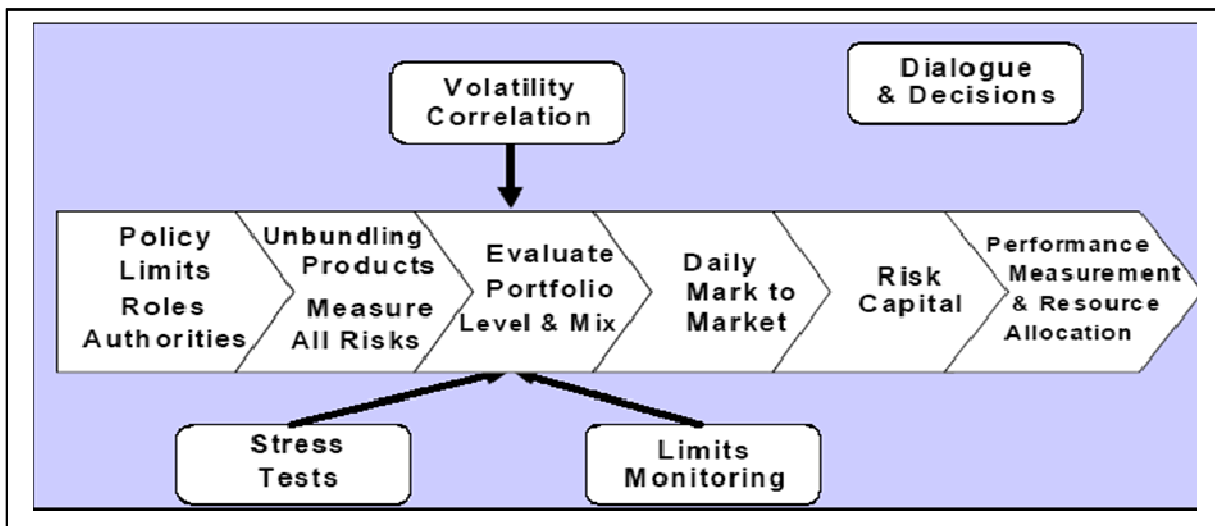 Volatility
Correlation
Dialogue
& Decisions
Policy
Limits
Roles
Authorities
Unbundling
Products
Measure
All Risks
Evaluate
Portfolio
Level & Mix
Daily
Mark to
Market
Risk
Capital
Performance
Measurement
& Resource
Allocation
Stress
Tests
Limits
Monitoring